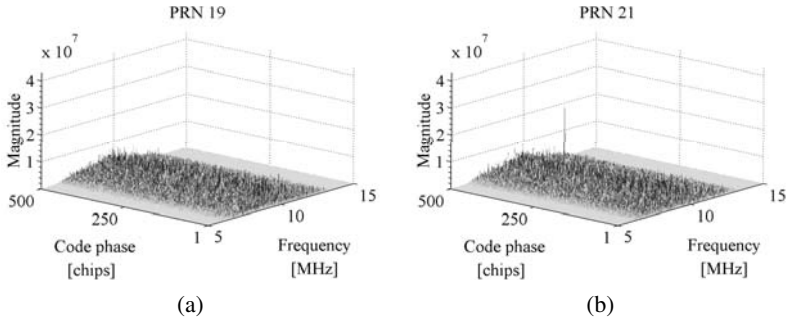 PRN 19
x 10
7
4
3
2
1
Magnitude
500
250
1
Code phase
[chips]
5
10
15
Frequency
[MHz]
(a)
PRN 21
x 10
7
4
3
2
1
Magnitude
500
250
1
Code phase
[chips]
5
10
15
Frequency
[MHz]
(b)